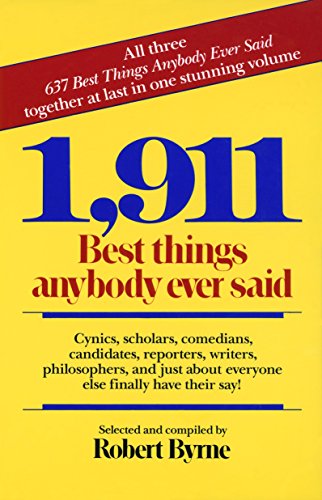 All three
637 Best Things Anybody Ever Said
together at last in one stunning volume
1,911
Best things
anybody ever said
Cynics, scholars, comedians,
candidates, reporters, writers,
philosophers, and just about everyone
else finally have their say!
Selected and compiled by
Robert Byrne